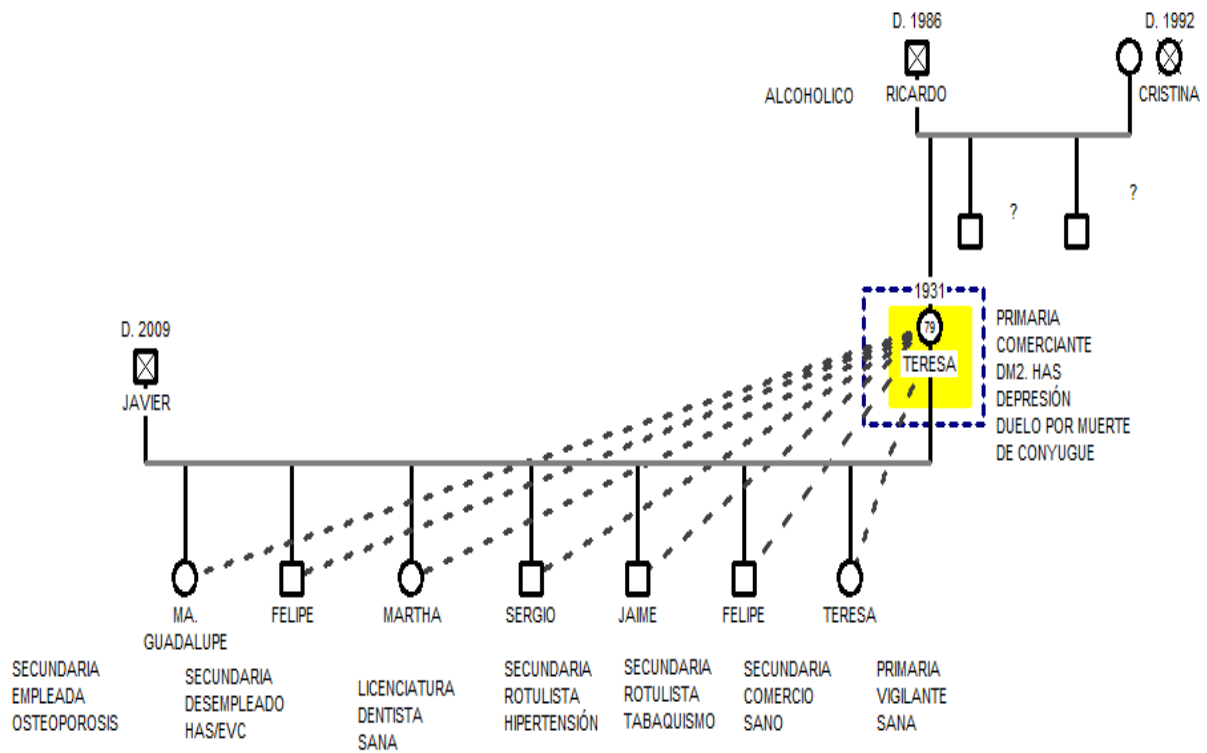 D. 1986
D. 1992
ALCOHOLICO
RICARDO
CRISTINA
?
?
1931
79
TERESA
PRIMARIA
COMERCIANTE
DM2. HAS
DEPRESIÓN
DUELO POR MUERTE
DE CONYUGUE
D. 2009
JAVIER
MA.
GUADALUPE
FELIPE
MARTHA
SERGIO
JAIME
FELIPE
TERESA
SECUNDARIA
EMPLEADA
OSTEOPOROSIS
SECUNDARIA
DESEMPLEADO
HAS/EVC
LICENCIATURA
DENTISTA
SANA
SECUNDARIA
ROTULISTA
HIPERTENSIÓN
SECUNDARIA
ROTULISTA
TABAQUISMO
SECUNDARIA
COMERCIO
SANO
PRIMARIA
VIGILANTE
SANA